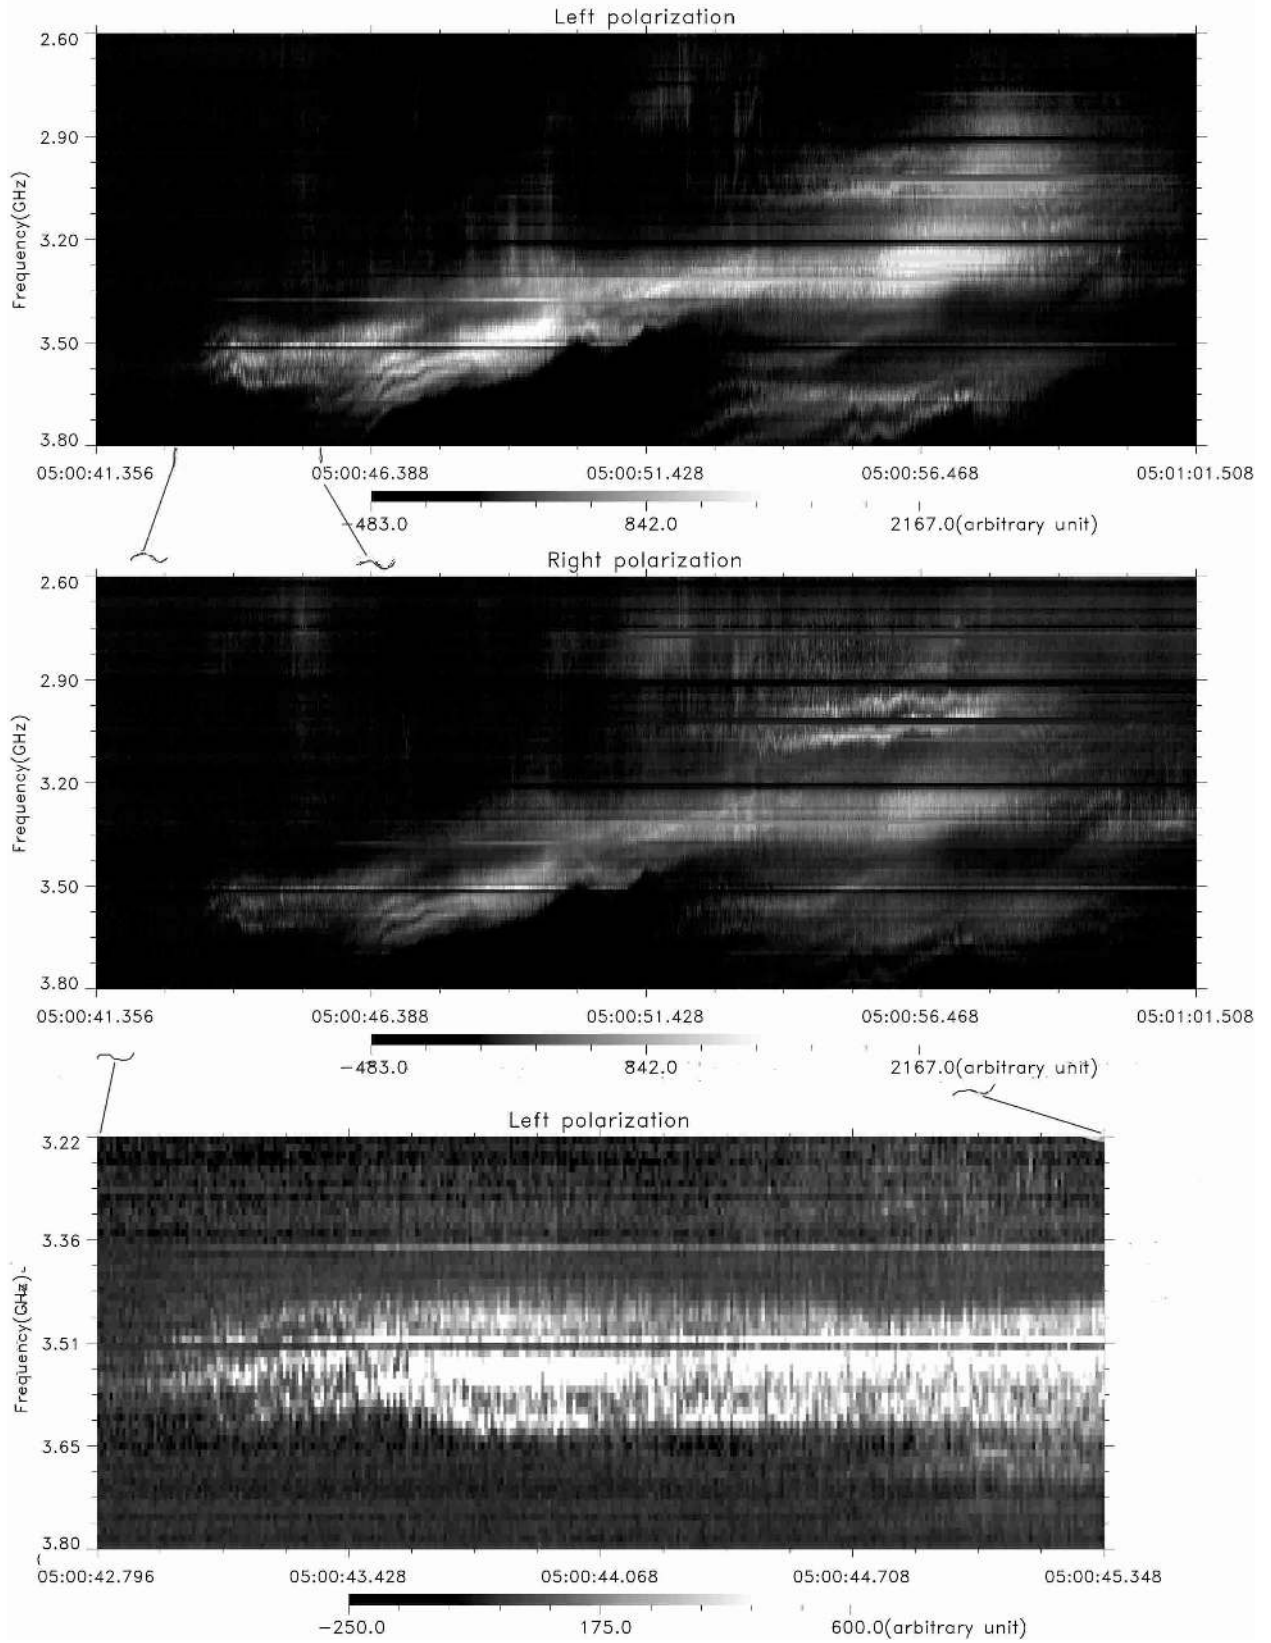 Left polarization
2.60
2.90
3.20
3.50
3.80
Frequency(GHz)
05:00:41.356 05:00:46.388 05:00:51.428 05:00:56.468 05:01:01.508
-483.0 842.0 2167.0(arbitrary unit)
Right polarization
2.60
2.90
3.20
3.50
3.80
Frequency(GHz)
05:00:41.356 05:00:46.388 05:00:51.428 05:00:56.468 05:01:01.508
-483.0 842.0 2167.0(arbitrary unit)
Left polarization
3.22
3.36
3.51
3.65
3.80
Frequency(GHz)
05:00:42.796 05:00:43.428 05:00:44.068 05:00:44.708 05:00:45.348
-250.0 175.0 600.0(arbitrary unit)